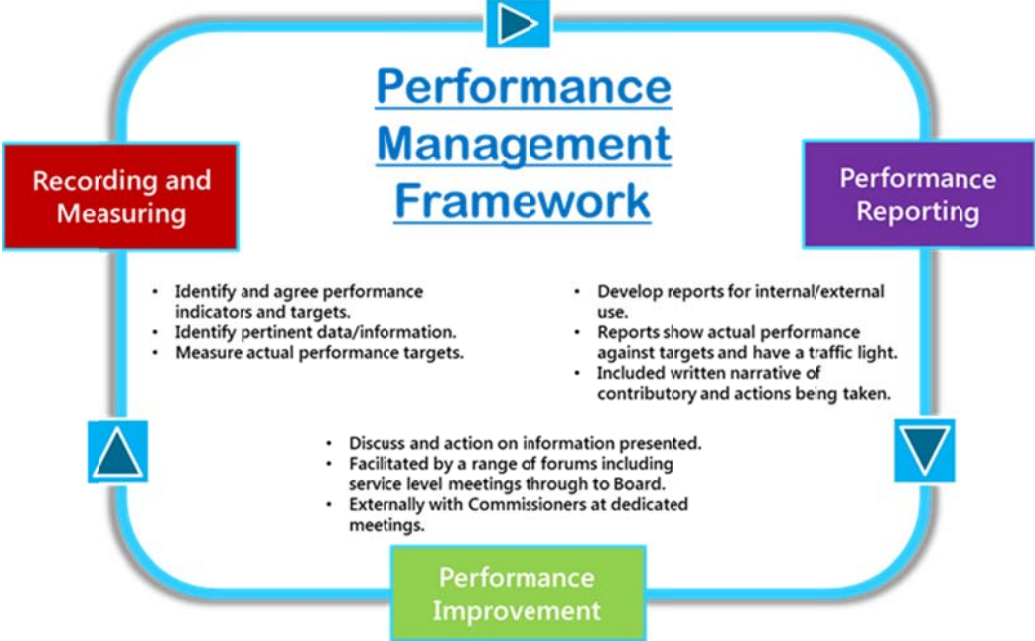 Performance
Management
Framework
Recording and
Measuring
Performance
Reporting
• Identify and agree performance
indicators and targets.
• Identify pertinent data/information.
• Measure actual performance targets.
• Develop reports for internal/external
use.
• Reports show actual performance
against targets and have a traffic light.
• Included written narrative of
contributory and actions being taken.
• Discuss and action on information presented.
• Facilitated by a range of forums including
service level meetings through to Board.
• Externally with Commissioners at dedicated
meetings.
Performance
Improvement